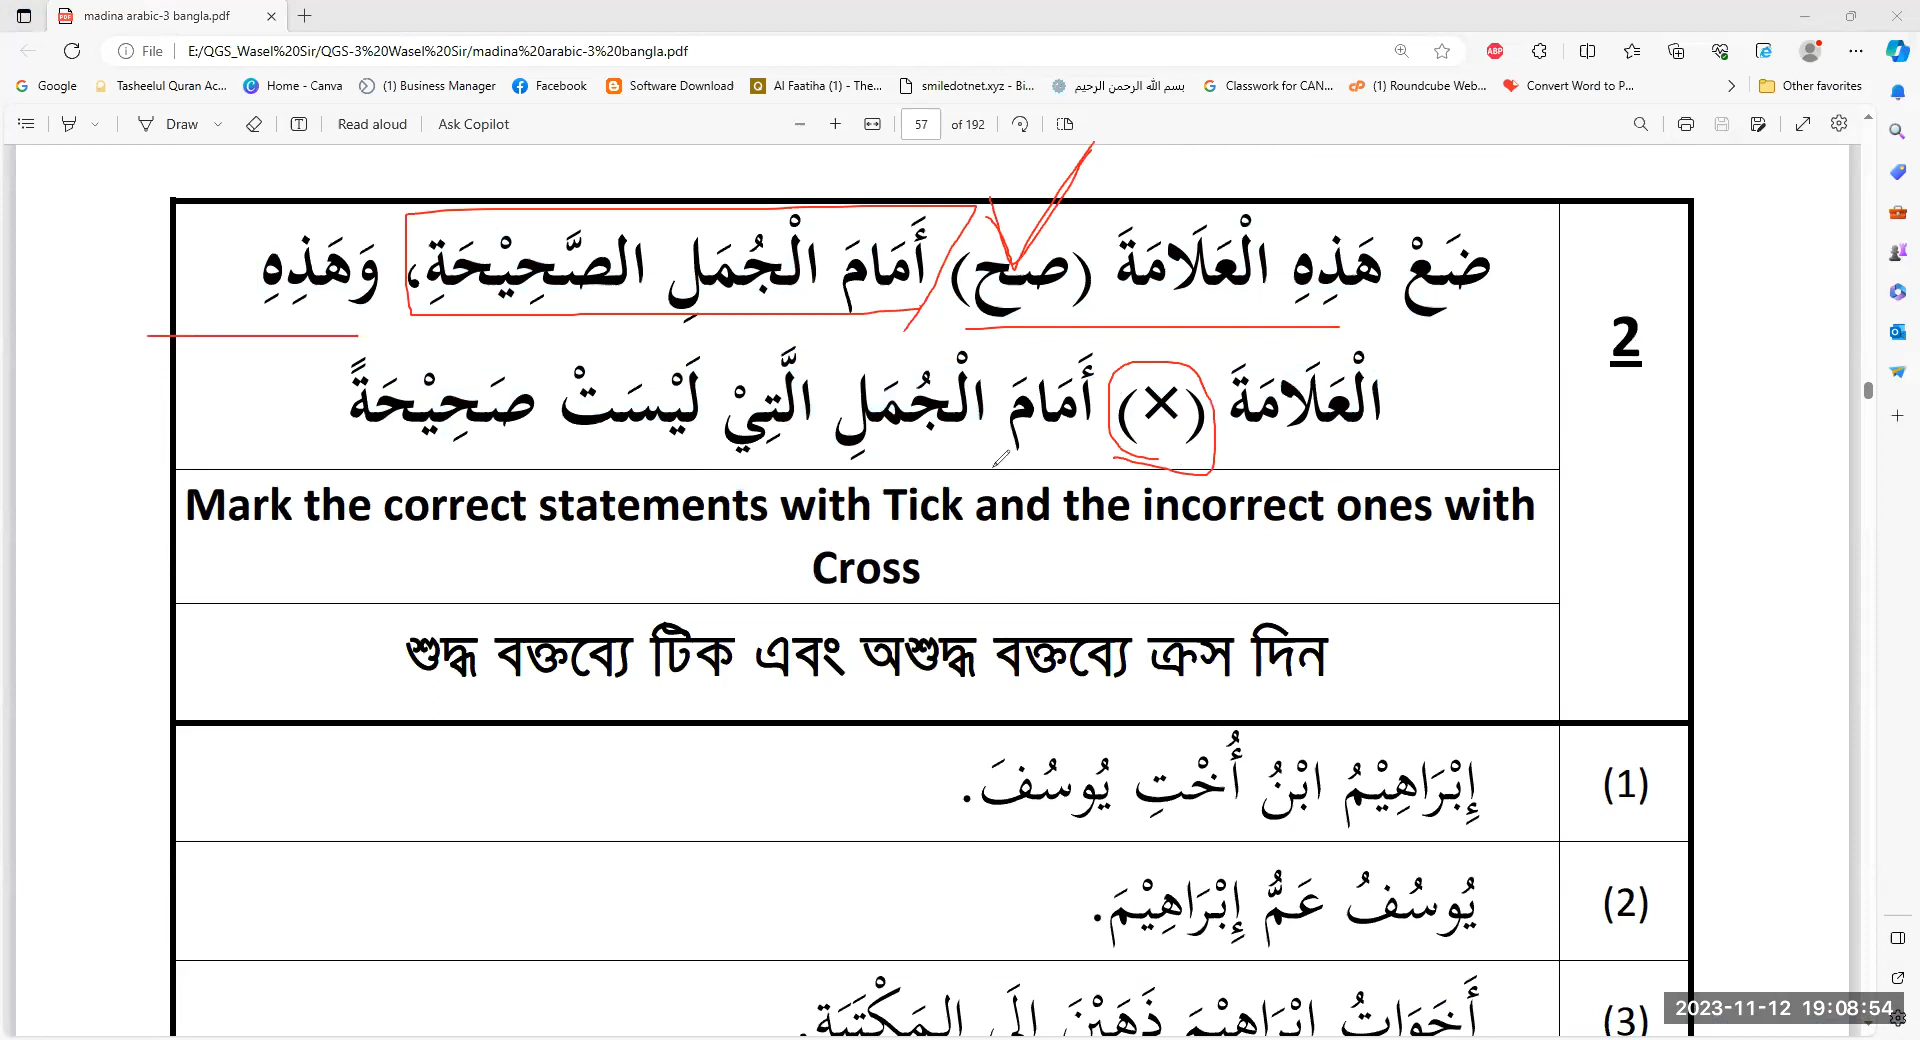 madina arabic-3 bangla.pdf
File E:/QGS_Wasel%20Sir/QGS-3%20Wasel%20Sir/madina%20arabic-3%20bangla.pdf
ABP
Google Tasheelul Quran Ac... Home - Canva (1) Business Manager Facebook Software Download Al Faatiha (1) - The... smiledotnet.xyz - Bi... بسم الله الرحمن الرحيم Classwork for CAN... (1) Roundcube Web... Convert Word to P... Other favorites
Draw Read aloud Ask Copilot 57 of 192
ضَعْ هَذِهِ الْعَلَامَةَ (صـح) أَمَامَ الْجُمَلِ الصَّحِيْحَةِ، وَهَذِهِ
الْعَلَامَةَ (×) أَمَامَ الْجُمَلِ الَّتِيْ لَيْسَتْ صَحِيْحَةً
2
Mark the correct statements with Tick and the incorrect ones with
Cross
শুদ্ধ বক্তব্যে টিক এবং অশুদ্ধ বক্তব্যে ক্রস দিন
(1) إِبْرَاهِيْمُ ابْنُ أُخْتِ يُوسُفَ.
(2) يُوسُفُ عَمُّ إِبْرَاهِيْمَ.
(3) أَخَوَاتُ إِبْرَاهِيْمَ ذَهَبْنَ إِلَى الـمَكْتَبَةِ.
2023-11-12 19:08:54